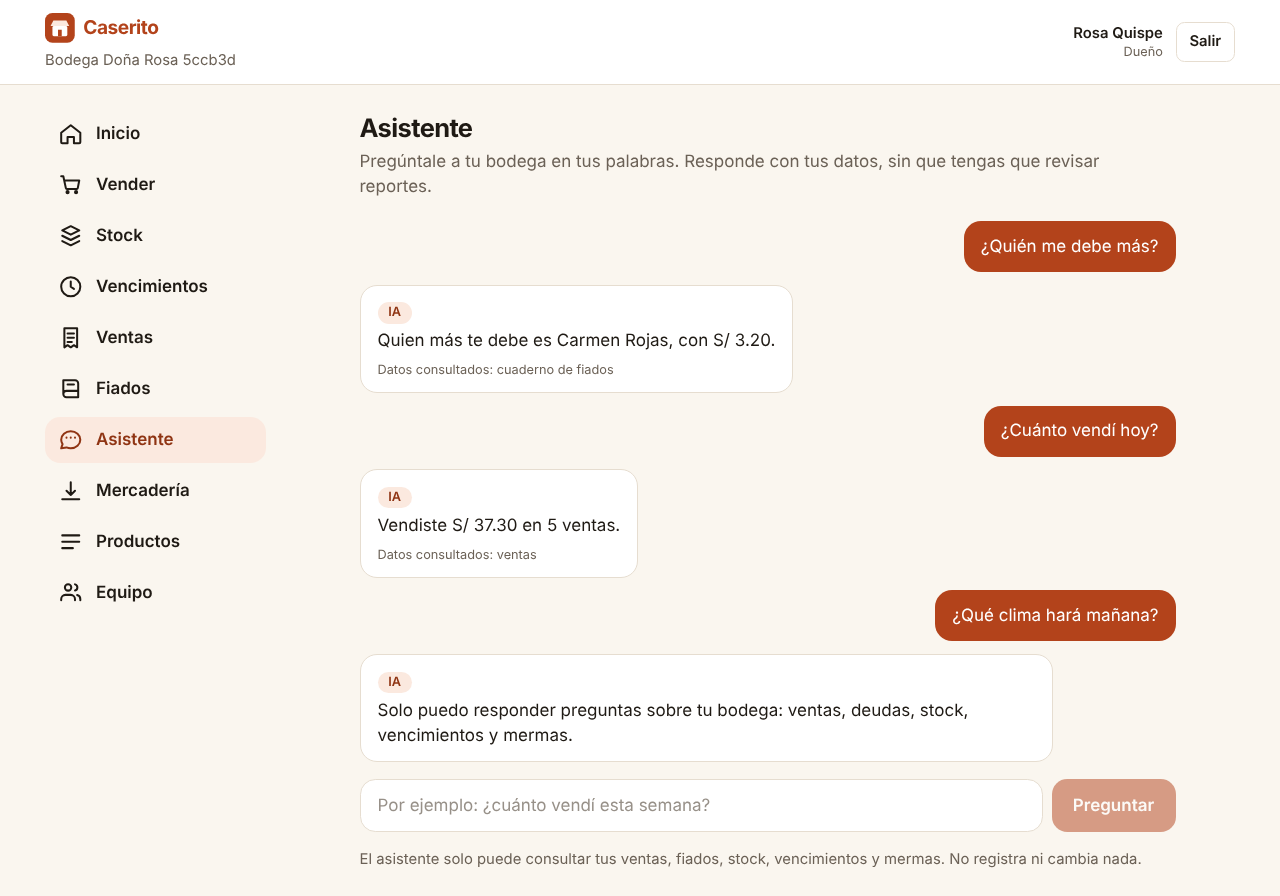 Caserito
Bodega Doña Rosa 5ccb3d
Rosa Quispe
Dueño
Salir
Inicio
Vender
Stock
Vencimientos
Ventas
Fiados
Asistente
Mercadería
Productos
Equipo
Asistente
Pregúntale a tu bodega en tus palabras. Responde con tus datos, sin que tengas que revisar
reportes.
¿Quién me debe más?
IA
Quien más te debe es Carmen Rojas, con S/ 3.20.
Datos consultados: cuaderno de fiados
¿Cuánto vendí hoy?
IA
Vendiste S/ 37.30 en 5 ventas.
Datos consultados: ventas
¿Qué clima hará mañana?
IA
Solo puedo responder preguntas sobre tu bodega: ventas, deudas, stock,
vencimientos y mermas.
Por ejemplo: ¿cuánto vendí esta semana?
Preguntar
El asistente solo puede consultar tus ventas, fiados, stock, vencimientos y mermas. No registra ni cambia nada.